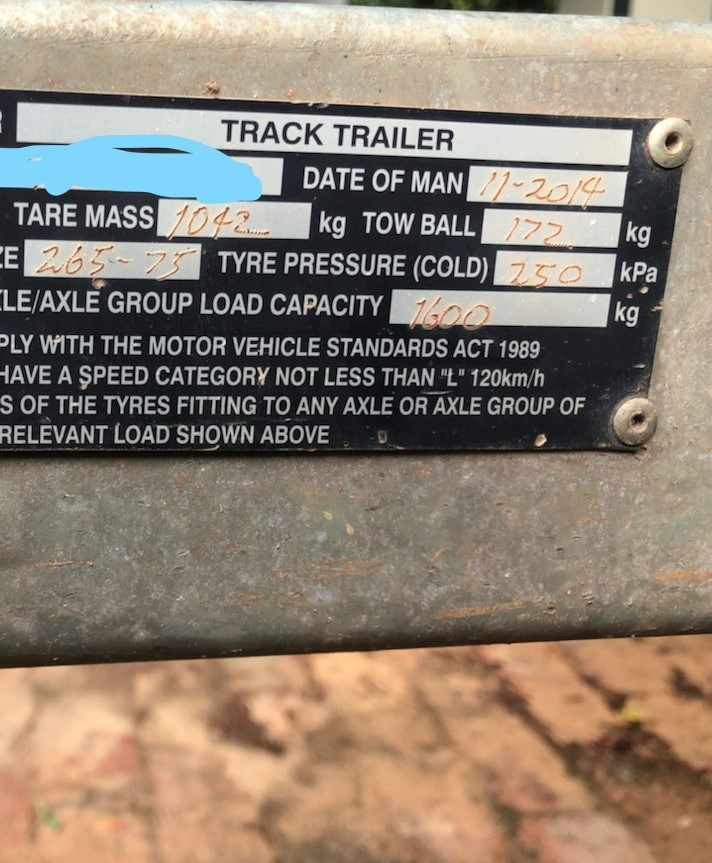 R TRACK TRAILER
DATE OF MAN 11-2014
TARE MASS 1042 kg TOW BALL 172 kg
ZE 265-75 TYRE PRESSURE (COLD) 250 kPa
XLE/AXLE GROUP LOAD CAPACITY 1600 kg
PLY WITH THE MOTOR VEHICLE STANDARDS ACT 1989
HAVE A SPEED CATEGORY NOT LESS THAN "L" 120km/h
S OF THE TYRES FITTING TO ANY AXLE OR AXLE GROUP OF
RELEVANT LOAD SHOWN ABOVE